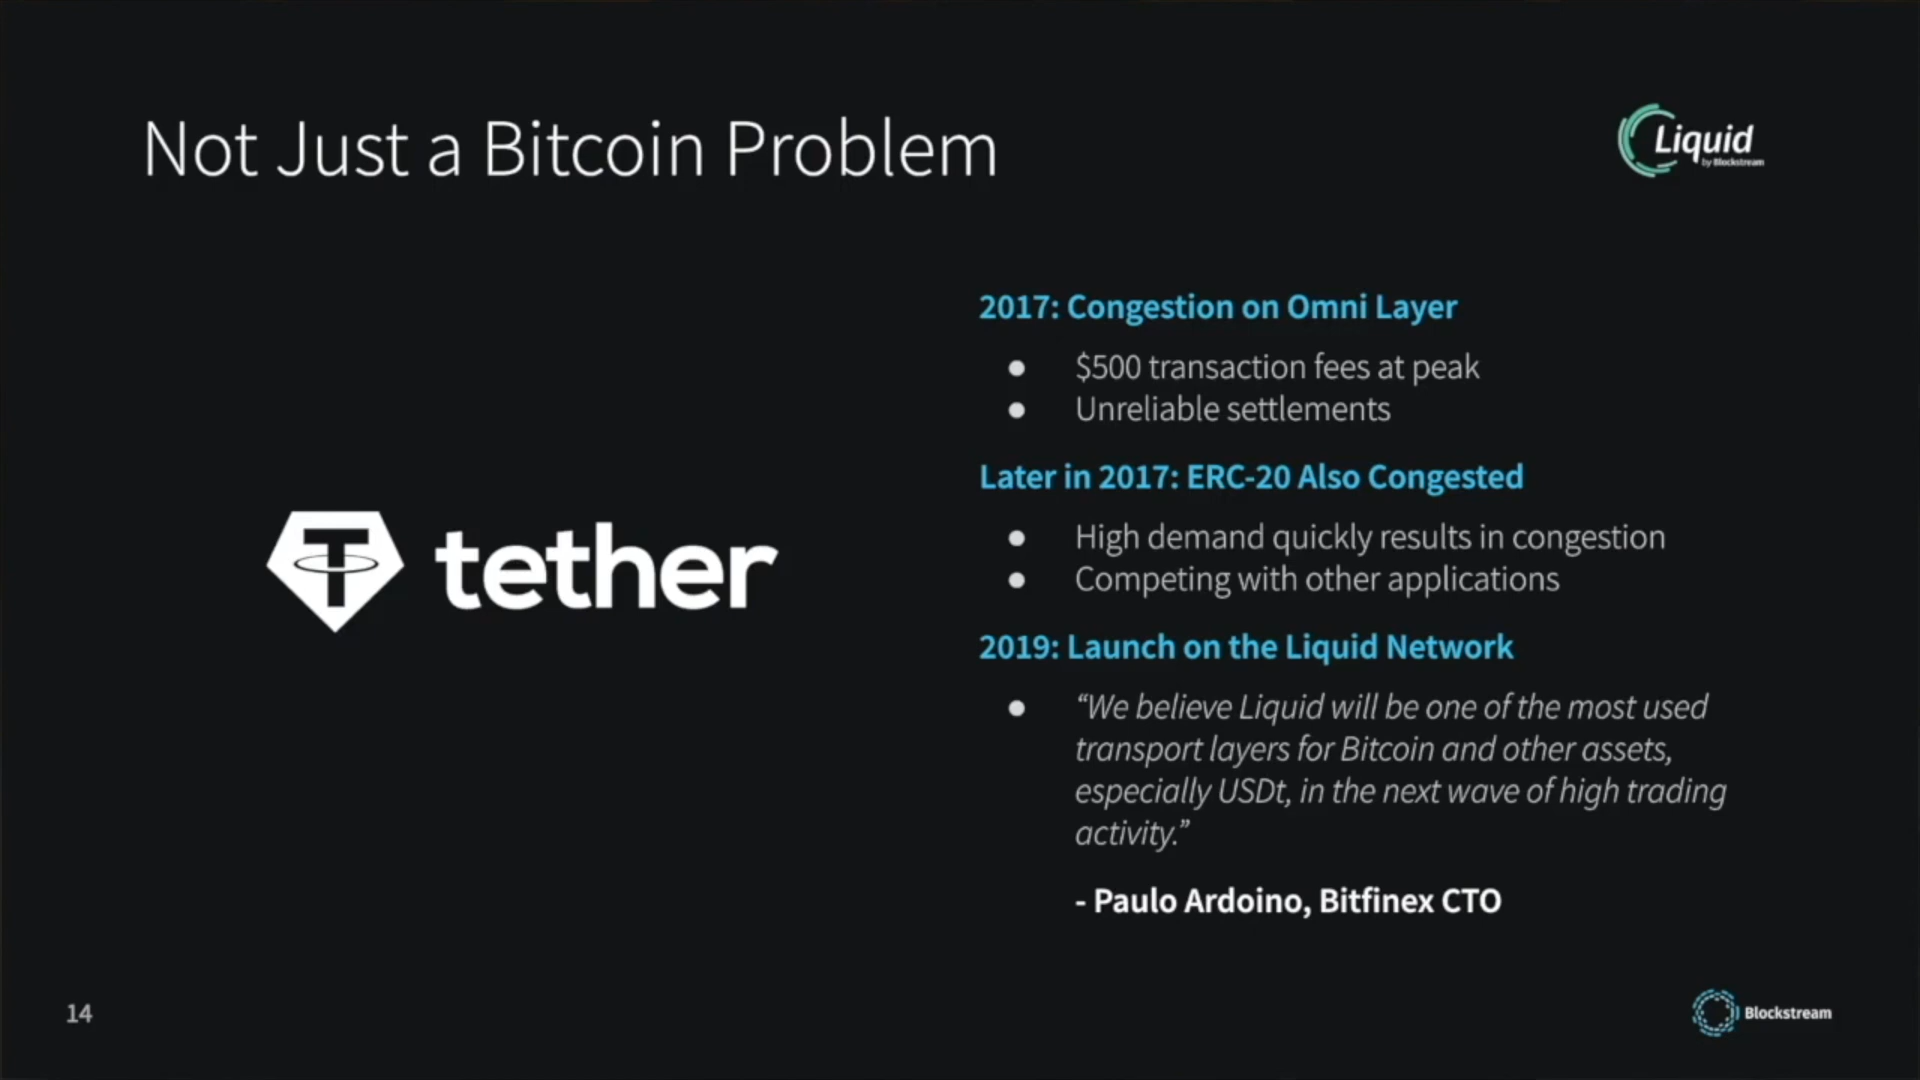 Not Just a Bitcoin Problem
Liquid
by Blockstream
2017: Congestion on Omni Layer
● $500 transaction fees at peak
● Unreliable settlements
Later in 2017: ERC-20 Also Congested
● High demand quickly results in congestion
● Competing with other applications
tether
2019: Launch on the Liquid Network
● “We believe Liquid will be one of the most used
transport layers for Bitcoin and other assets,
especially USDt, in the next wave of high trading
activity.”
- Paulo Ardoino, Bitfinex CTO
14
Blockstream